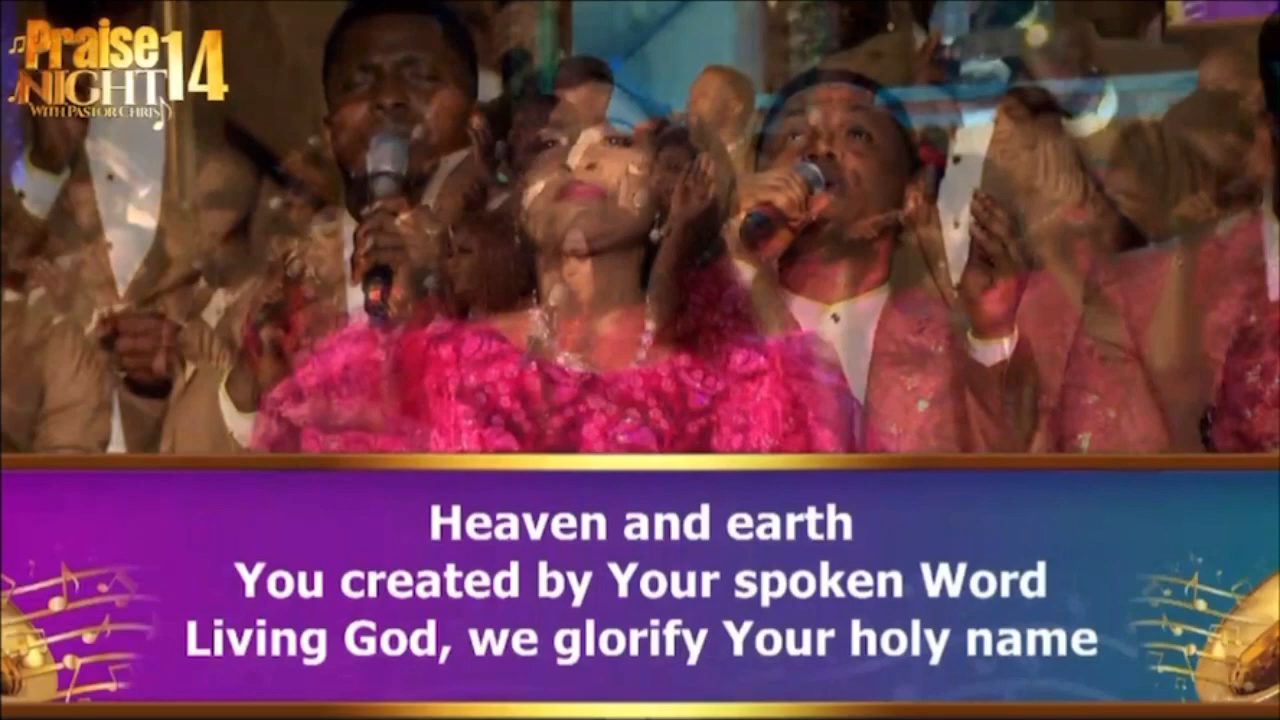 Praise 14
NIGHT
WITH PASTOR CHRIS
Heaven and earth
You created by Your spoken Word
Living God, we glorify Your holy name